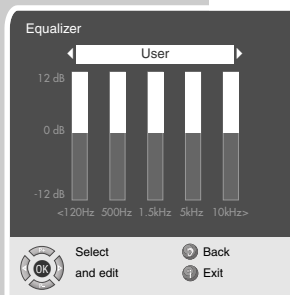 Equalizer
User
12 dB
0 dB
-12 dB
<120Hz 500Hz 1.5kHz 5kHz 10kHz>
Select Back
OK
and edit Exit